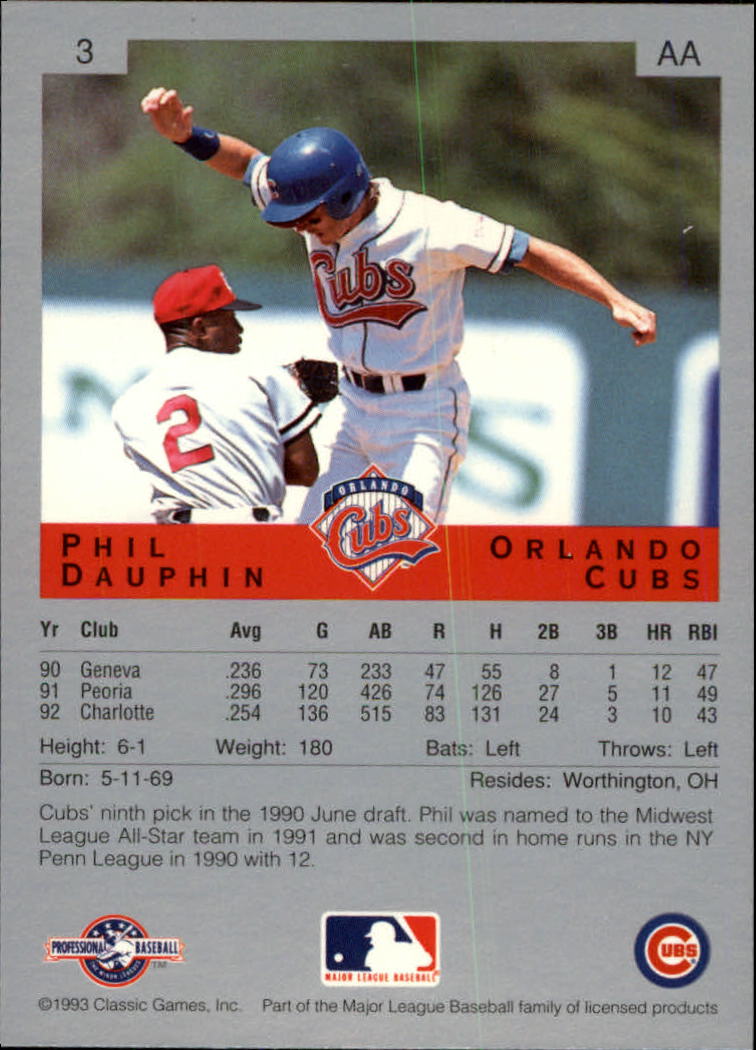 3
AA
Cubs
2
ORLANDO
Cubs
PHIL DAUPHIN
ORLANDO CUBS
Yr Club Avg G AB R H 2B 3B HR RBI
90 Geneva .236 73 233 47 55 8 1 12 47
91 Peoria .296 120 426 74 126 27 5 11 49
92 Charlotte .254 136 515 83 131 24 3 10 43
Height: 6-1 Weight: 180 Bats: Left Throws: Left
Born: 5-11-69 Resides: Worthington, OH
Cubs' ninth pick in the 1990 June draft. Phil was named to the Midwest
League All-Star team in 1991 and was second in home runs in the NY
Penn League in 1990 with 12.
PROFESSIONAL BASEBALL
THE MINOR LEAGUES
TM
MAJOR LEAGUE BASEBALL®
CUBS®
©1993 Classic Games, Inc. Part of the Major League Baseball family of licensed products